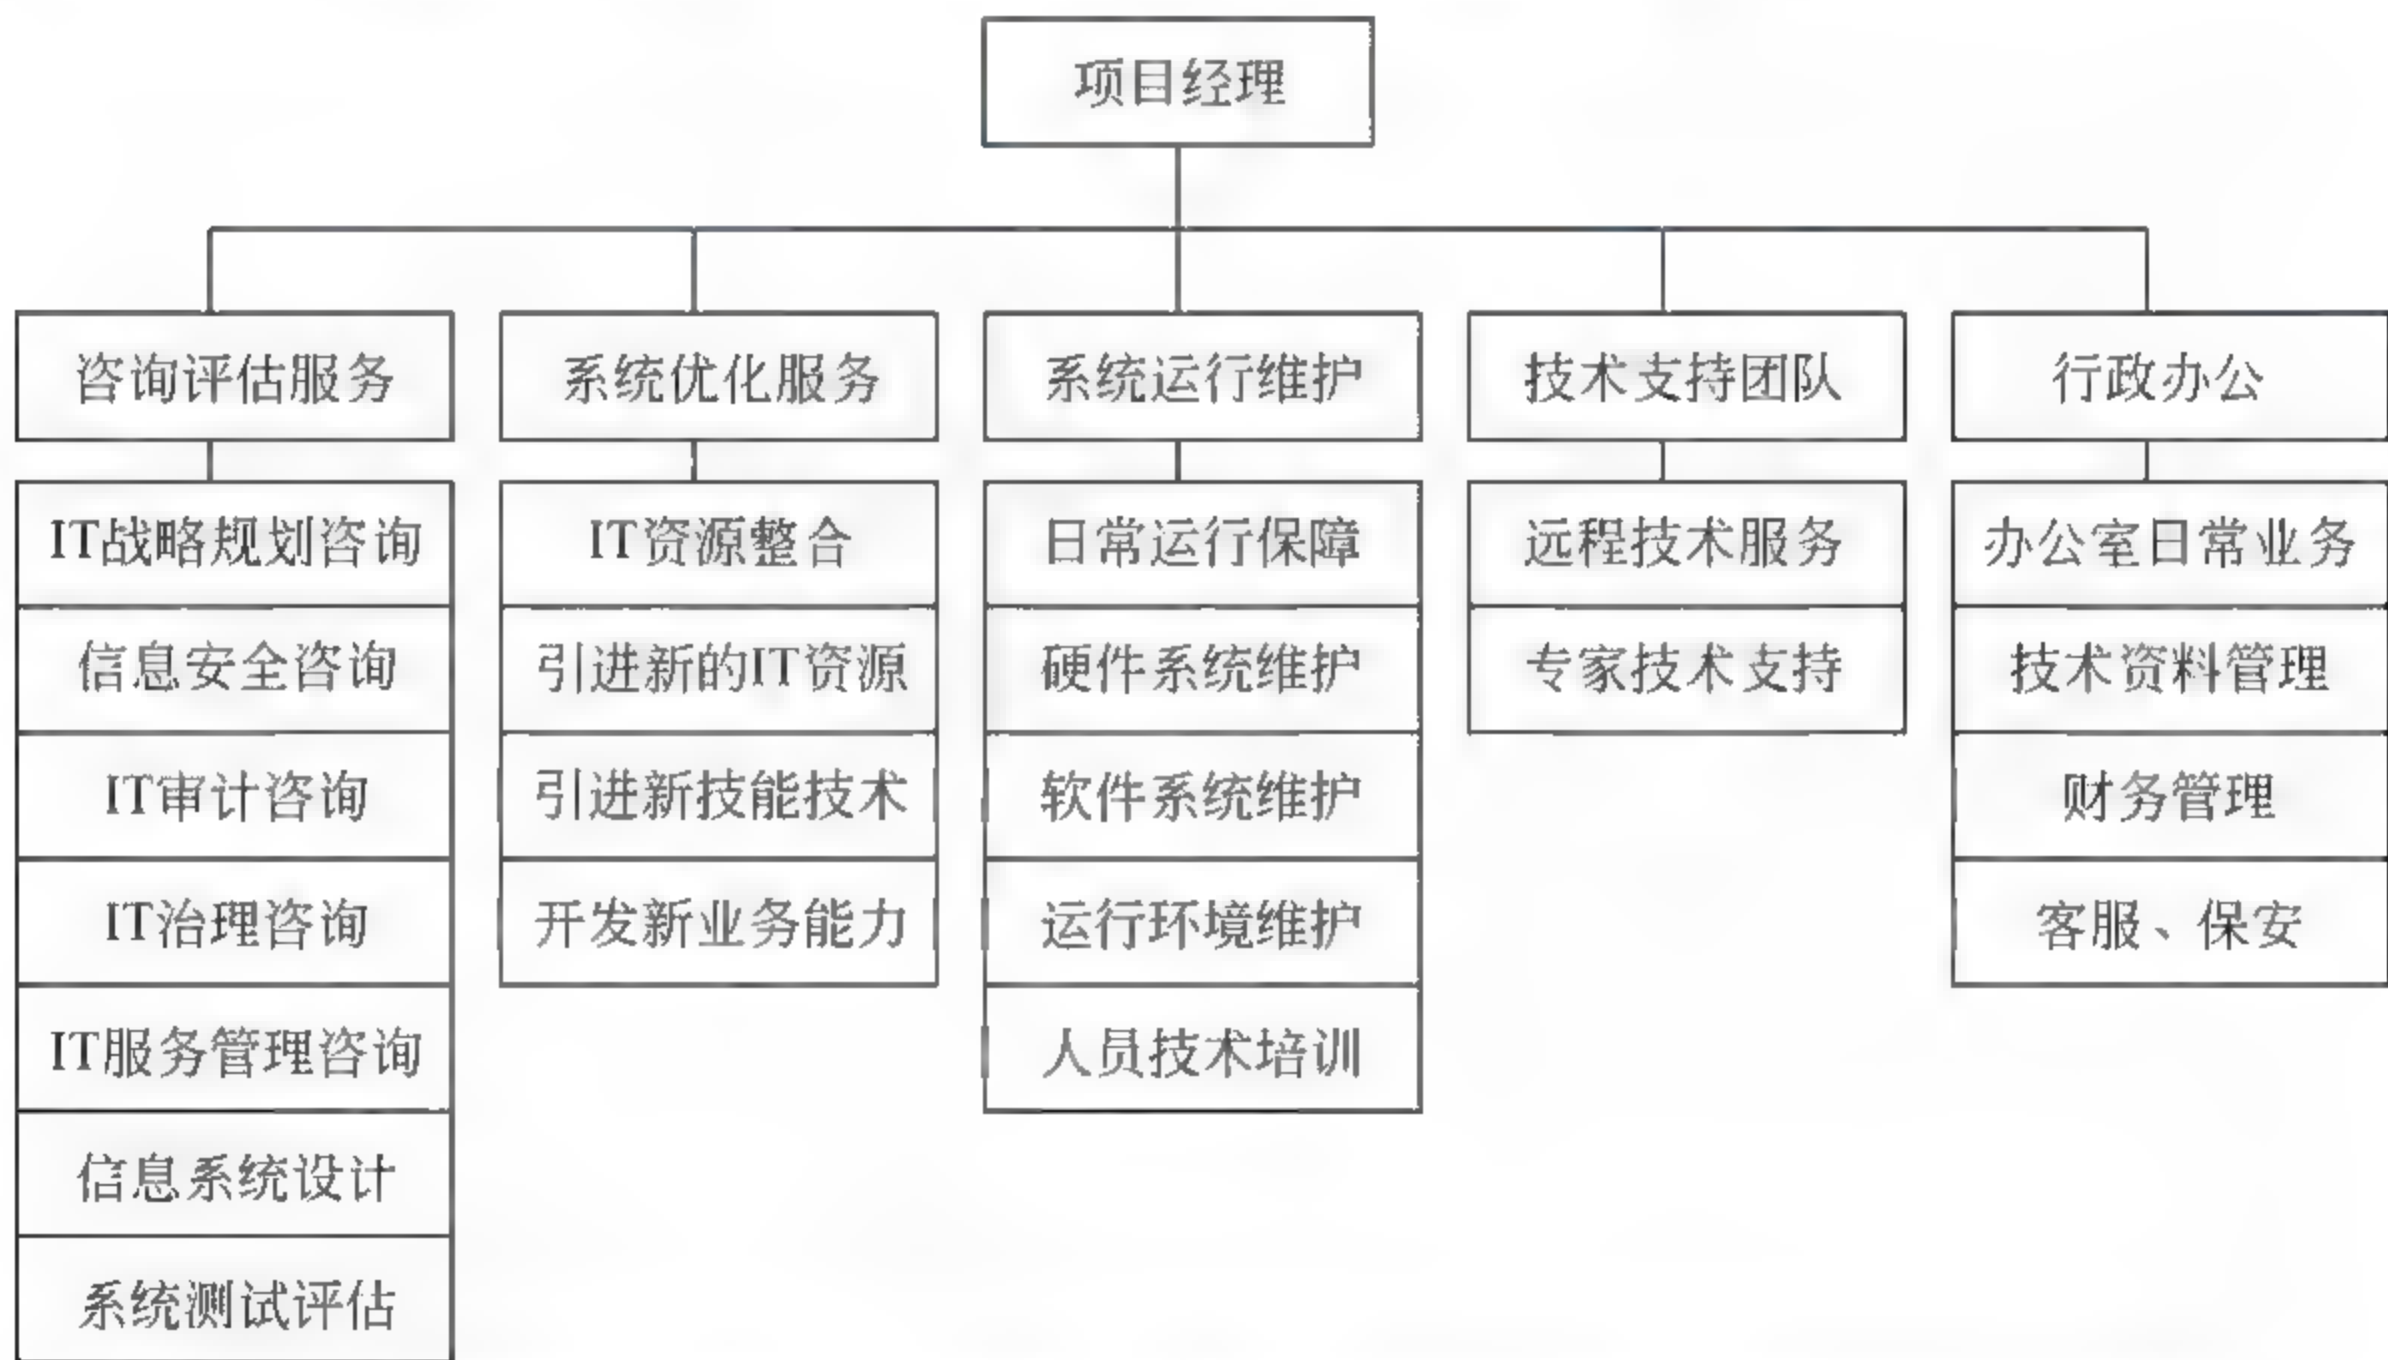 项目经理
咨询评估服务
系统优化服务
系统运行维护
技术支持团队
行政办公
IT战略规划咨询
信息安全咨询
IT审计咨询
IT治理咨询
IT服务管理咨询
信息系统设计
系统测试评估
IT资源整合
引进新的IT资源
引进新技能技术
开发新业务能力
日常运行保障
硬件系统维护
软件系统维护
运行环境维护
人员技术培训
远程技术服务
专家技术支持
办公室日常业务
技术资料管理
财务管理
客服、保安